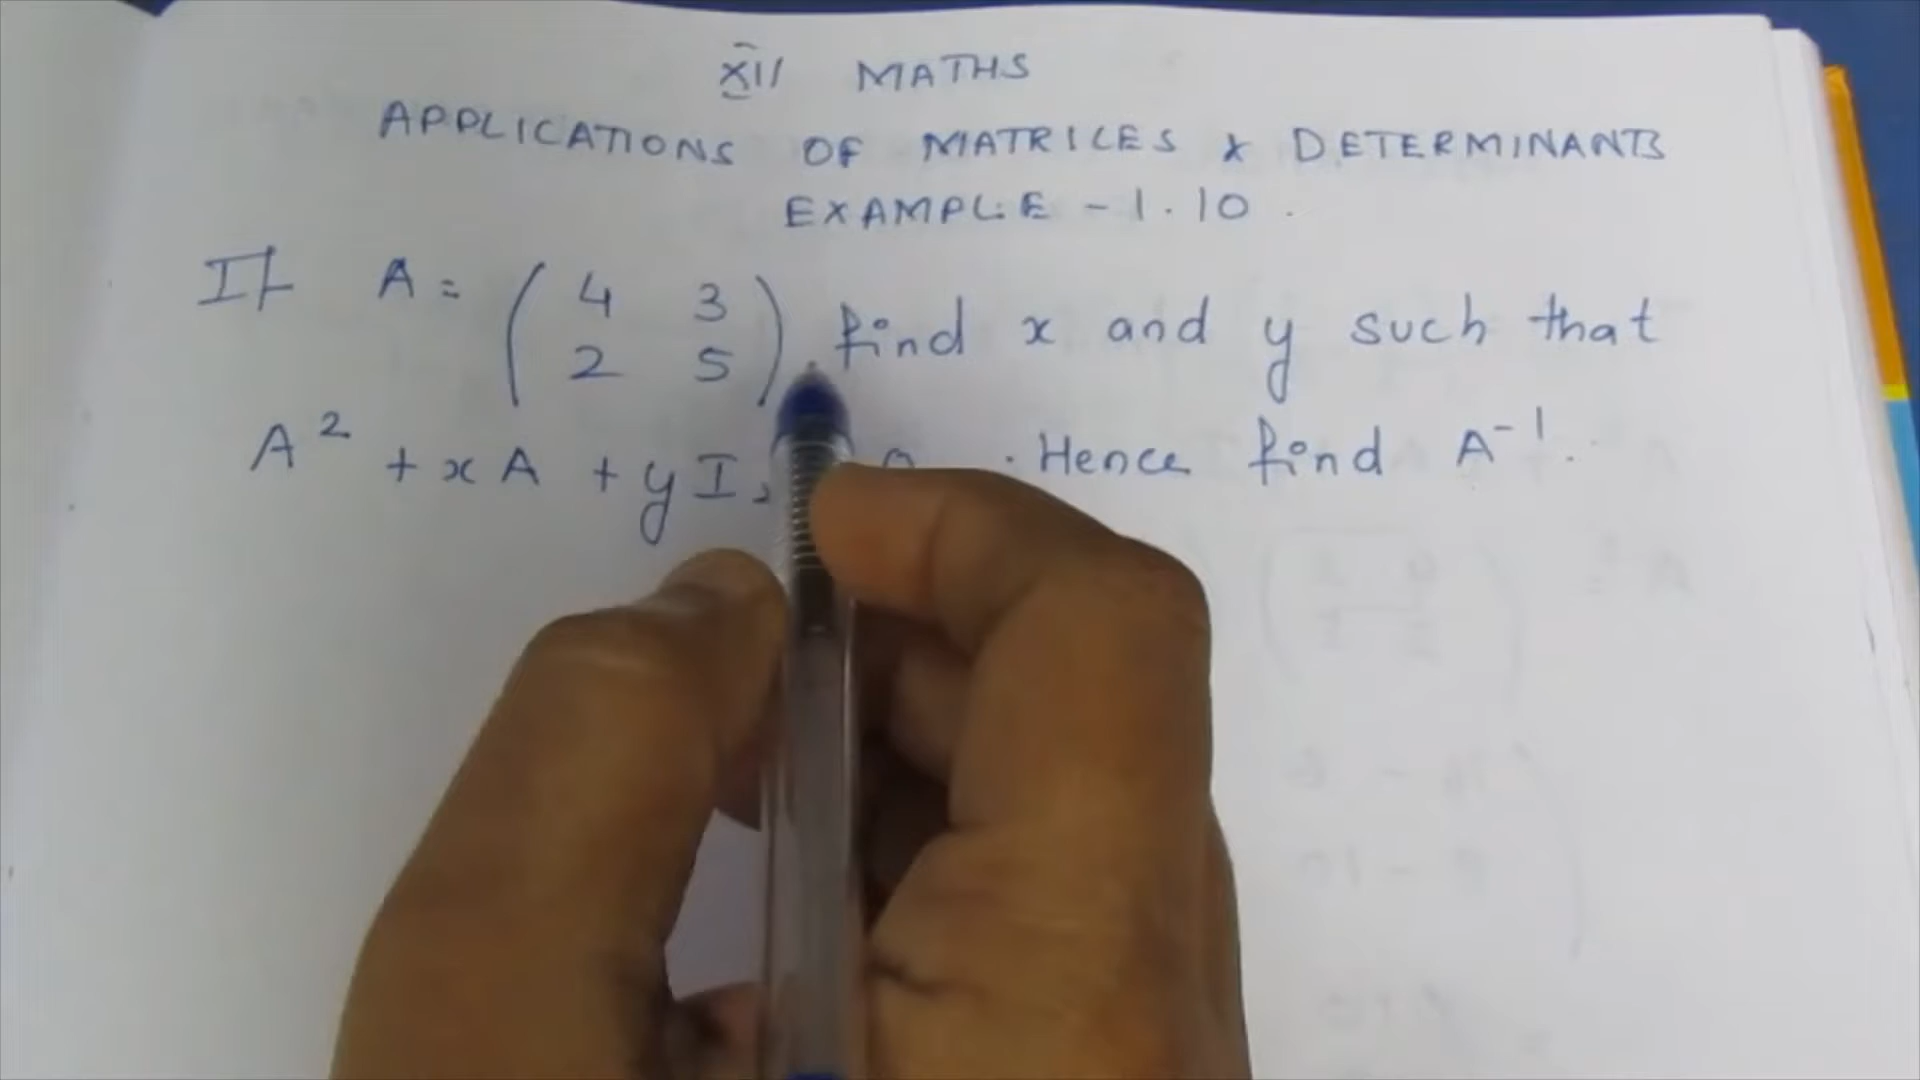 XII MATHS
APPLICATIONS OF MATRICES & DETERMINANTS
EXAMPLE - 1.10.
If A = ( 4 3
2 5 ), find x and y such that
A² + xA + yI₂ . Hence find A⁻¹.